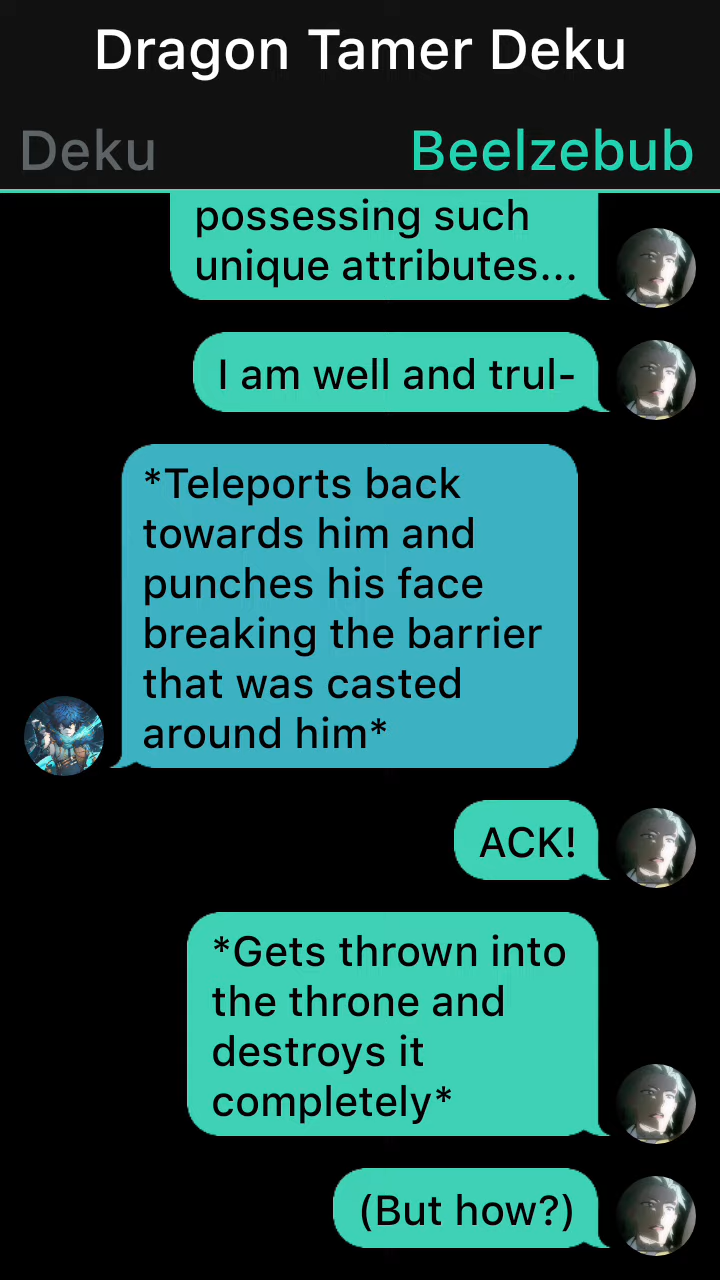 Dragon Tamer Deku
Deku
Beelzebub
possessing such
unique attributes...
I am well and trul-
*Teleports back
towards him and
punches his face
breaking the barrier
that was casted
around him*
ACK!
*Gets thrown into
the throne and
destroys it
completely*
(But how?)